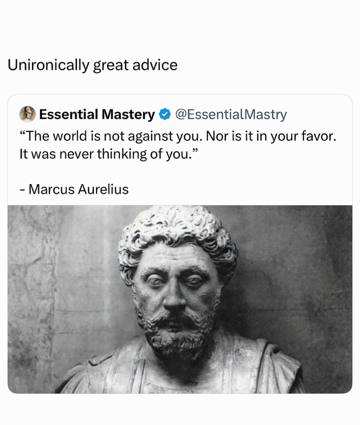 Unironically great advice
Essential Mastery @EssentialMastry
“The world is not against you. Nor is it in your favor.
It was never thinking of you.”
- Marcus Aurelius